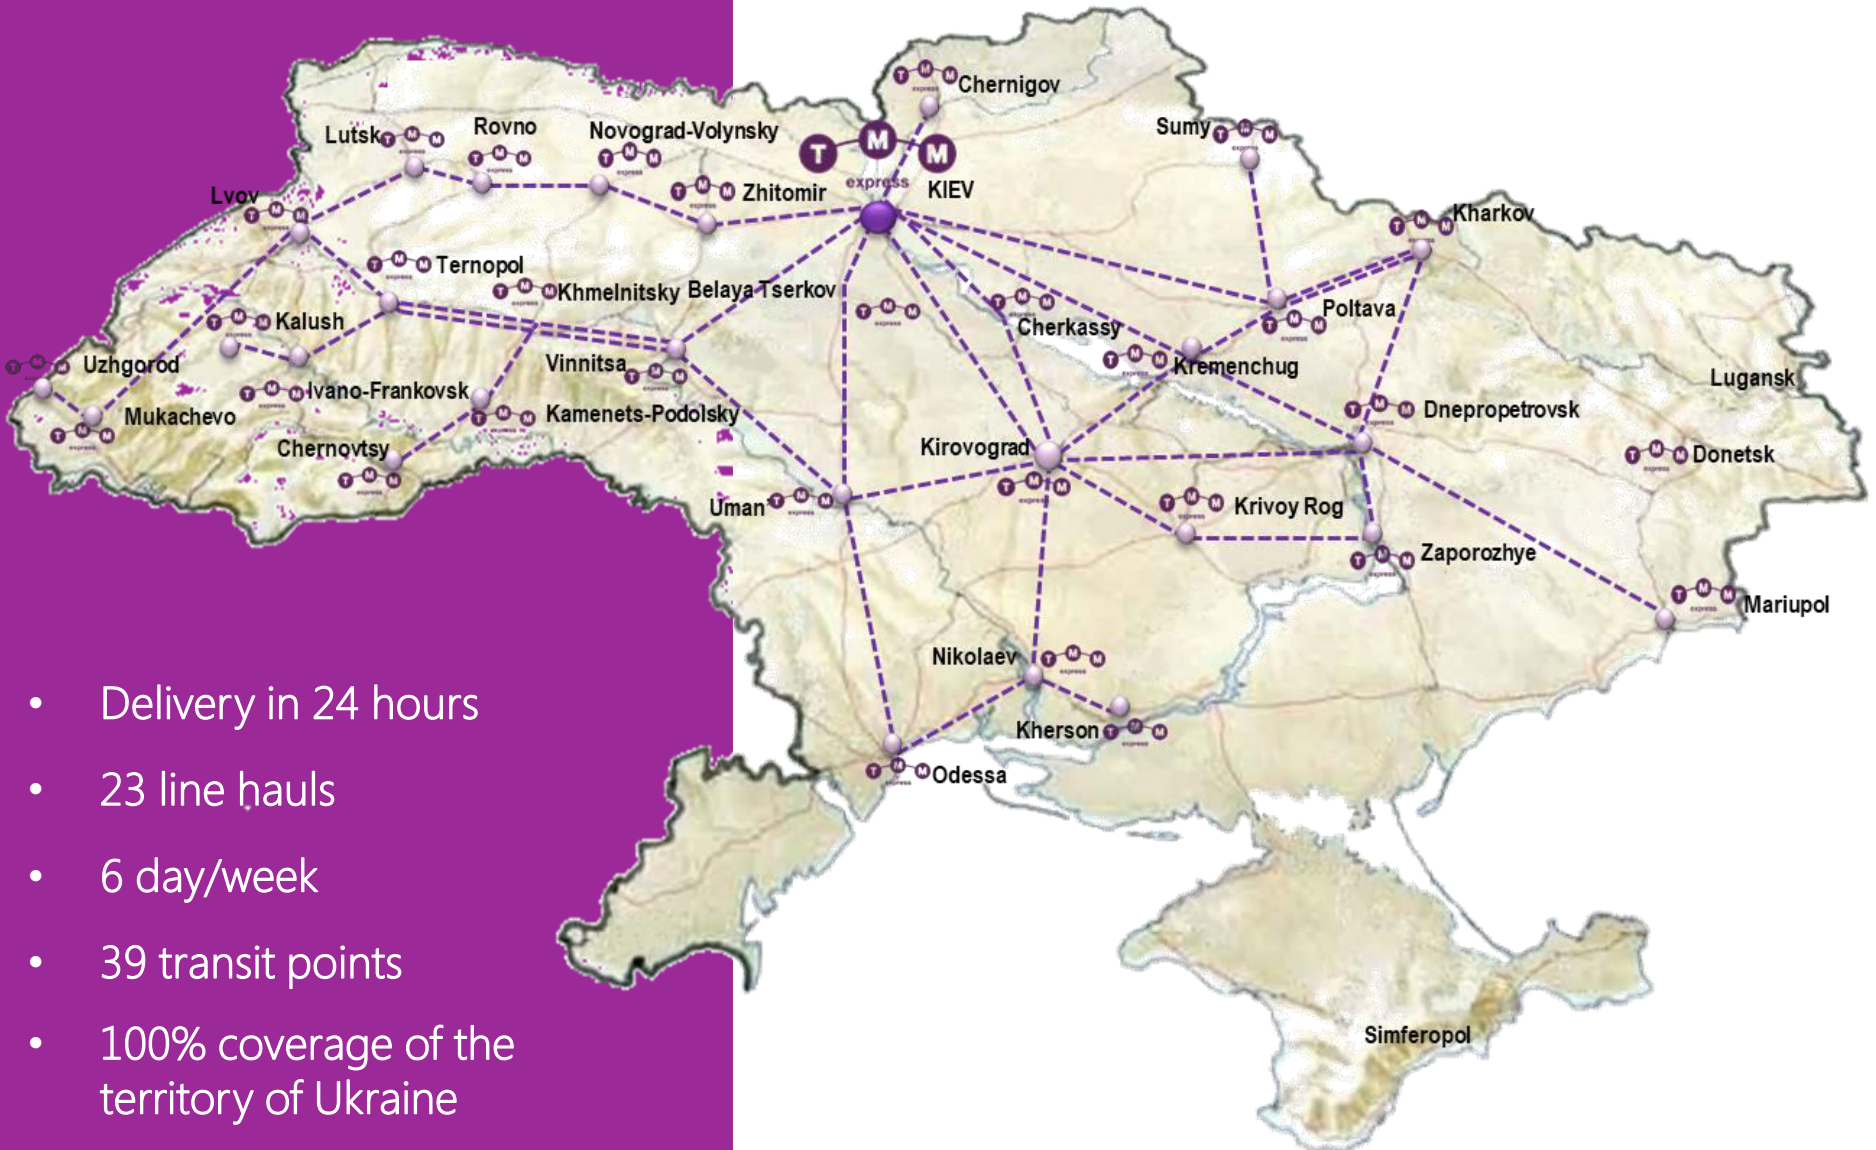 Chernigov
Lutsk
Rovno
Novograd-Volynsky
T M M
express
KIEV
Sumy
Zhitomir
Lvov
Kharkov
Ternopol
Khmelnitsky
Belaya Tserkov
Kalush
Cherkassy
Poltava
Uzhgorod
Vinnitsa
Kremenchug
Lugansk
Ivano-Frankovsk
Mukachevo
Kamenets-Podolsky
Dnepropetrovsk
Chernovtsy
Kirovograd
Donetsk
Uman'
Krivoy Rog
Zaporozhye
Mariupol
Nikolaev
Kherson
Odessa
Simferopol
• Delivery in 24 hours
• 23 line hauls
• 6 day/week
• 39 transit points
• 100% coverage of the
territory of Ukraine